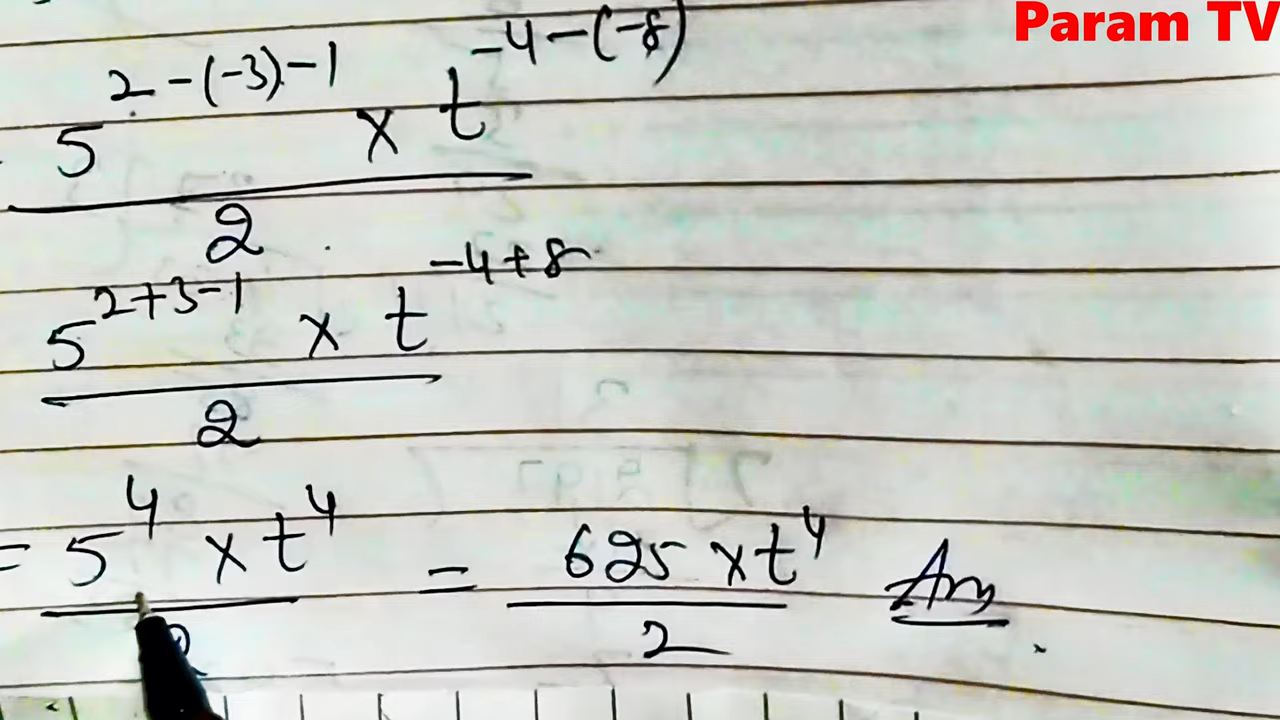 Param TV
5^{2-(-3)-1} × t^{-4-(-8)}
2
5^{2+3-1} × t^{-4+8}
2
= 5^4 × t^4 = 625 × t^4 Ans
2 2